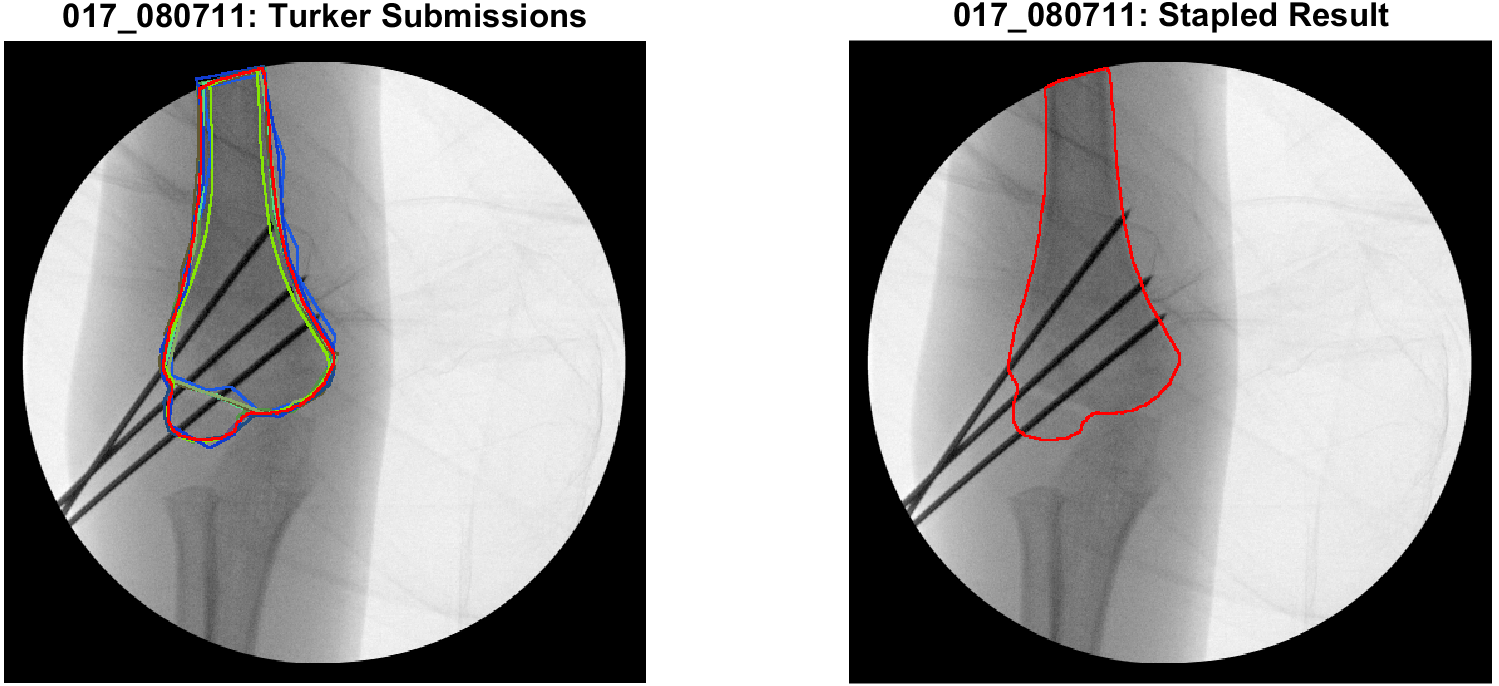 017_080711: Turker Submissions
017_080711: Stapled Result